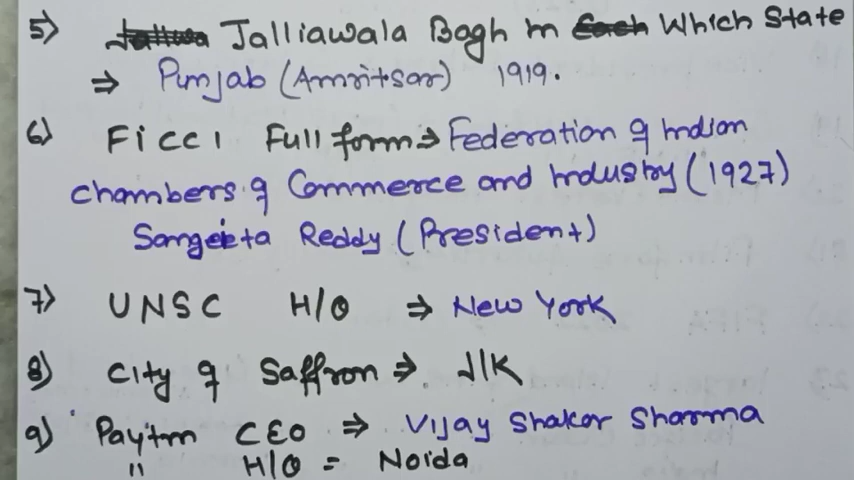 5) Jalliawala Bagh in Which State
⇒ Punjab (Amritsar) 1919.
6) FiCCI Full form ⇒ Federation of Indian
chambers of Commerce and Industry (1927)
Sangeeta Reddy (President)
7) UNSC H/O ⇒ New York
8) City of Saffron ⇒ J/K
9) Paytm CEO ⇒ Vijay Shakar Sharma
" H/O = Noida